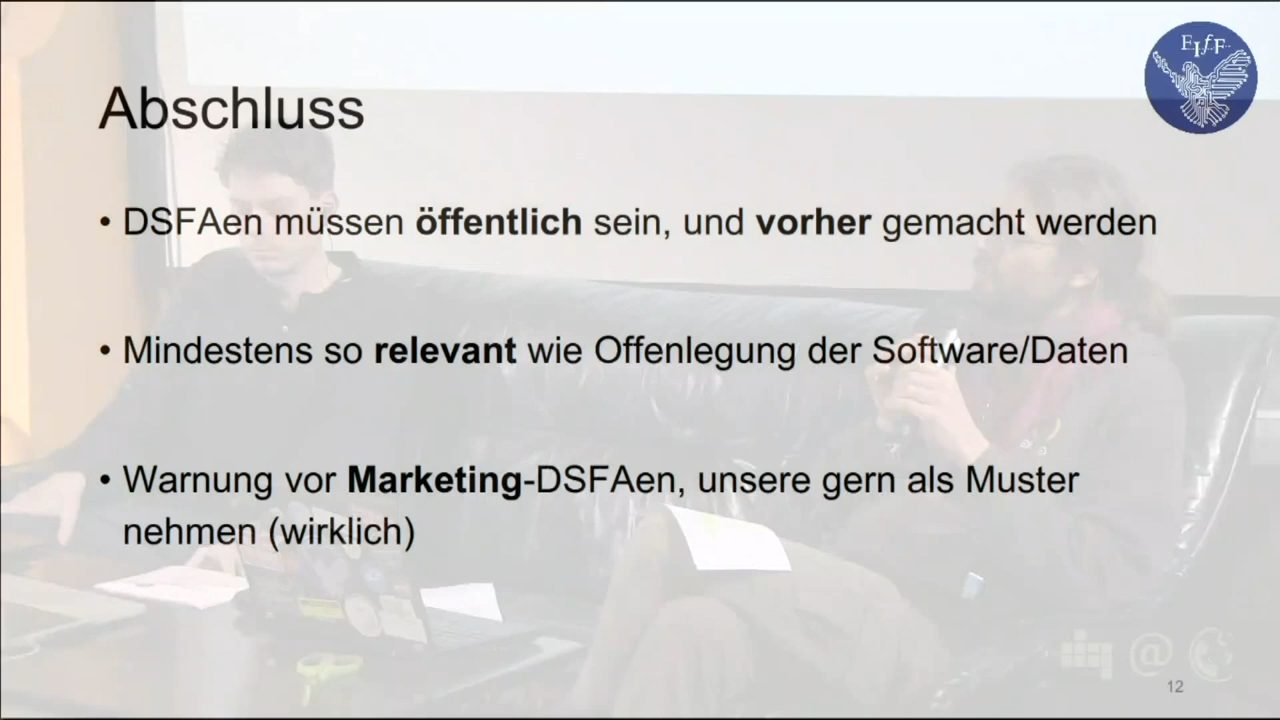 FIfF
Abschluss
• DSFAen müssen öffentlich sein, und vorher gemacht werden
• Mindestens so relevant wie Offenlegung der Software/Daten
• Warnung vor Marketing-DSFAen, unsere gern als Muster
nehmen (wirklich)
@
12